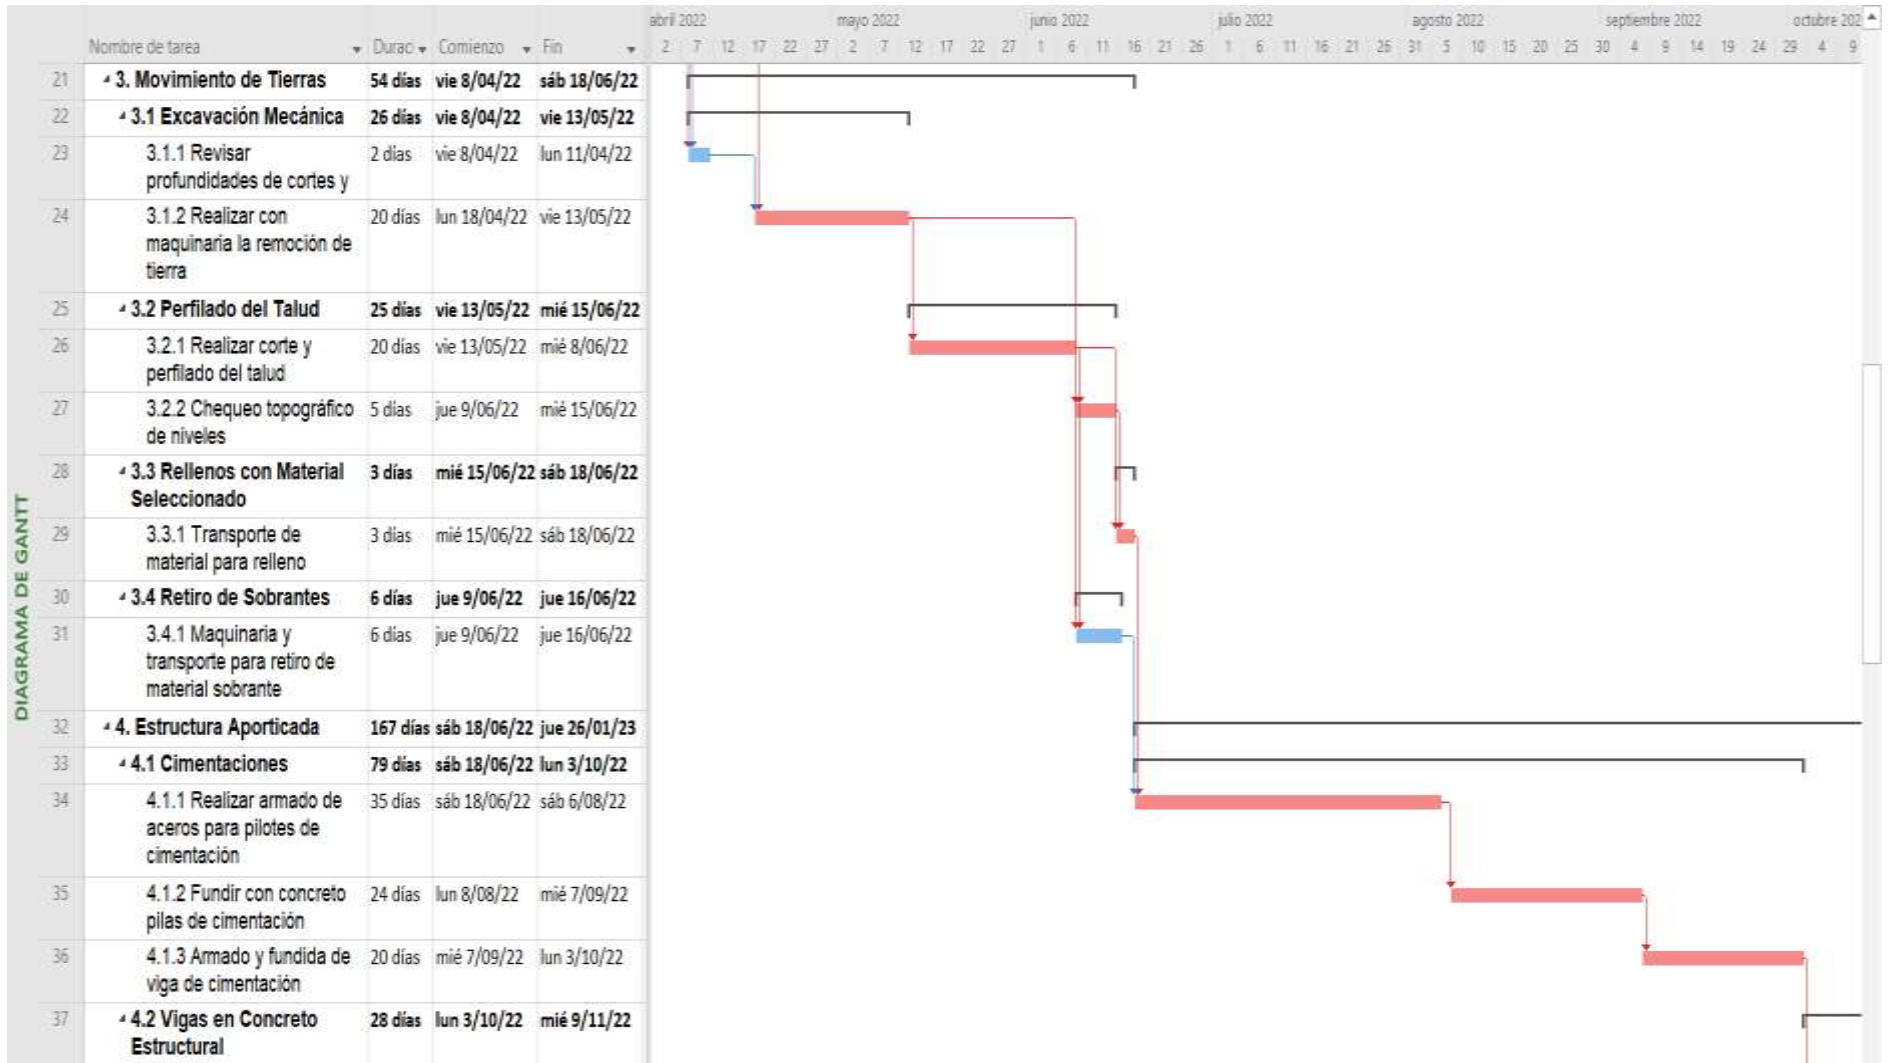 abril 2022 mayo 2022 junio 2022 julio 2022 agosto 2022 septiembre 2022 octubre 202
Nombre de tarea Duraci Comienzo Fin 2 7 12 17 22 27 2 7 12 17 22 27 1 6 11 16 21 26 1 6 11 16 21 26 31 5 10 15 20 25 30 4 9 14 19 24 29 4 9
21 3. Movimiento de Tierras 54 días vie 8/04/22 sáb 18/06/22
22 3.1 Excavación Mecánica 26 días vie 8/04/22 vie 13/05/22
23 3.1.1 Revisar 2 días vie 8/04/22 lun 11/04/22
profundidades de cortes y
24 3.1.2 Realizar con 20 días lun 18/04/22 vie 13/05/22
maquinaria la remoción de
tierra
25 3.2 Perfilado del Talud 25 días vie 13/05/22 mié 15/06/22
26 3.2.1 Realizar corte y 20 días vie 13/05/22 mié 8/06/22
perfilado del talud
27 3.2.2 Chequeo topográfico 5 días jue 9/06/22 mié 15/06/22
de niveles
28 3.3 Rellenos con Material 3 días mié 15/06/22 sáb 18/06/22
Seleccionado
29 3.3.1 Transporte de 3 días mié 15/06/22 sáb 18/06/22
material para relleno
30 3.4 Retiro de Sobrantes 6 días jue 9/06/22 jue 16/06/22
31 3.4.1 Maquinaria y 6 días jue 9/06/22 jue 16/06/22
transporte para retiro de
material sobrante
32 4. Estructura Aporticada 167 días sáb 18/06/22 jue 26/01/23
33 4.1 Cimentaciones 79 días sáb 18/06/22 lun 3/10/22
34 4.1.1 Realizar armado de 35 días sáb 18/06/22 sáb 6/08/22
aceros para pilotes de
cimentación
35 4.1.2 Fundir con concreto 24 días lun 8/08/22 mié 7/09/22
pilas de cimentación
36 4.1.3 Armado y fundida de 20 días mié 7/09/22 lun 3/10/22
viga de cimentación
37 4.2 Vigas en Concreto 28 días lun 3/10/22 mié 9/11/22
Estructural
DIAGRAMA DE GANTT